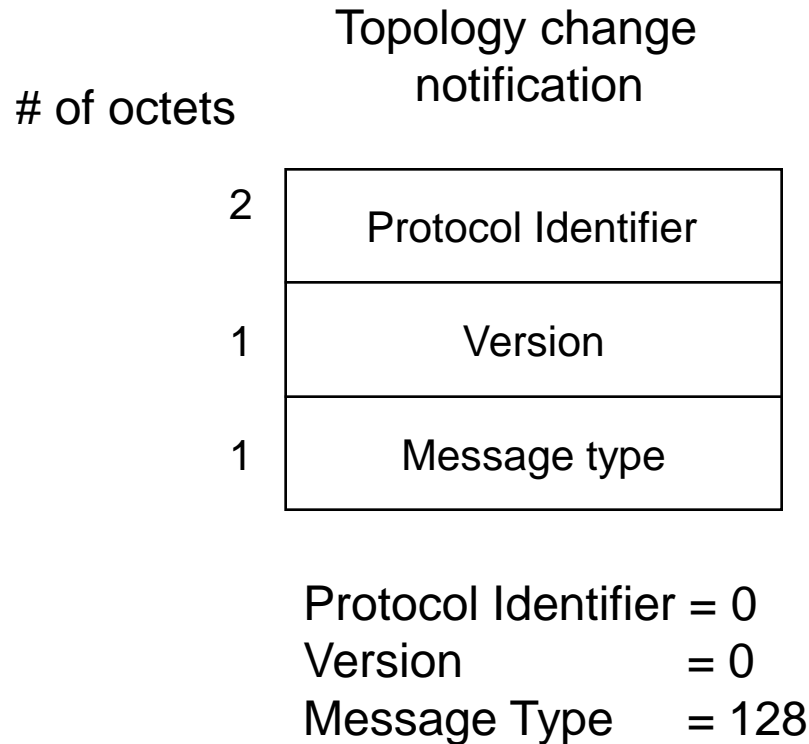 Topology change
notification
# of octets
2
Protocol Identifier
1
Version
1
Message type
Protocol Identifier = 0
Version = 0
Message Type = 128